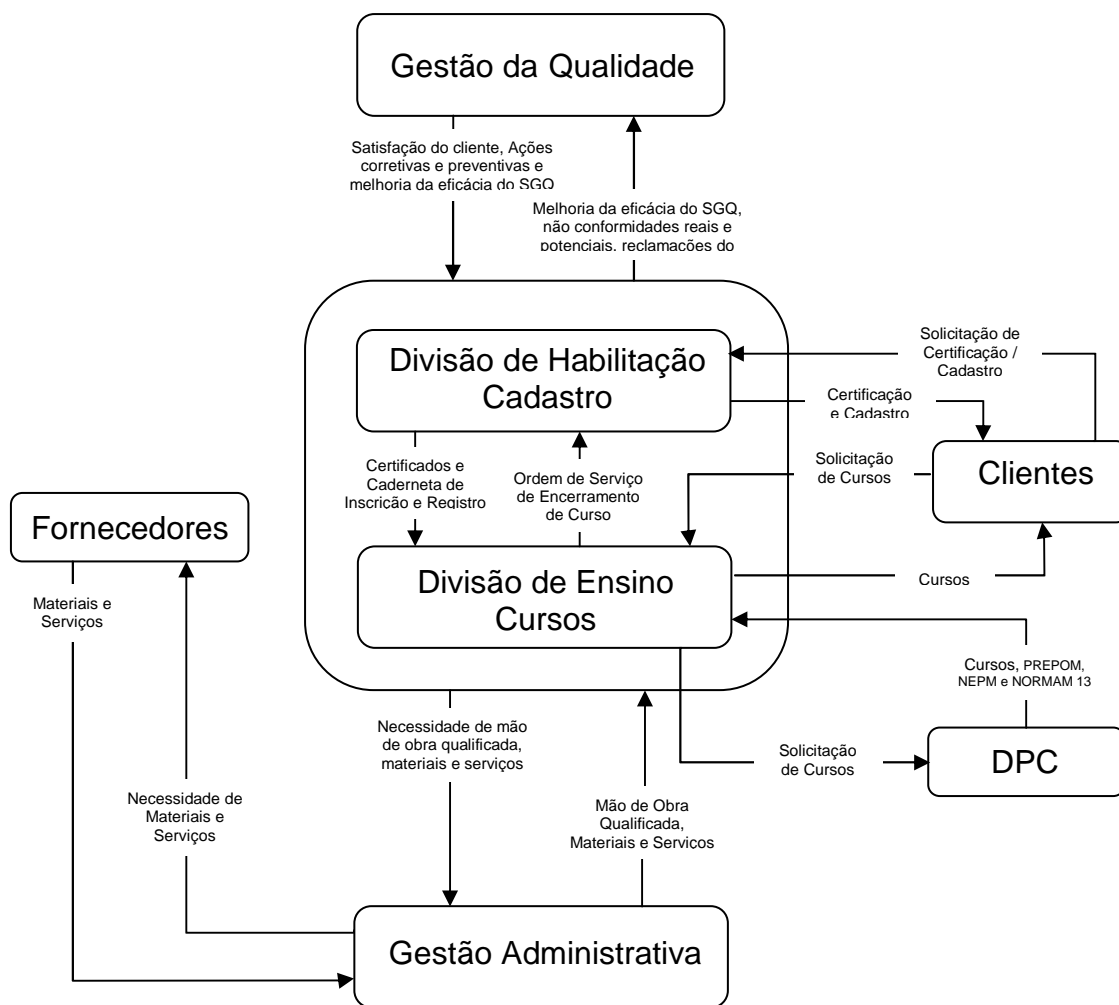 Gestão da Qualidade
Satisfação do cliente, Ações
corretivas e preventivas e
melhoria da eficácia do SGQ
Melhoria da eficácia do SGQ,
não conformidades reais e
potenciais, reclamações do
Divisão de Habilitação
Cadastro
Solicitação de
Certificação /
Cadastro
Certificação
e Cadastro
Certificados e
Caderneta de
Inscrição e Registro
Ordem de Serviço
de Encerramento
de Curso
Solicitação
de Cursos
Clientes
Fornecedores
Divisão de Ensino
Cursos
Cursos
Materiais e
Serviços
Cursos, PREPOM,
NEPM e NORMAM 13
Necessidade de mão
de obra qualificada,
materiais e serviços
Solicitação
de Cursos
DPC
Necessidade de
Materiais e
Serviços
Mão de Obra
Qualificada,
Materiais e Serviços
Gestão Administrativa